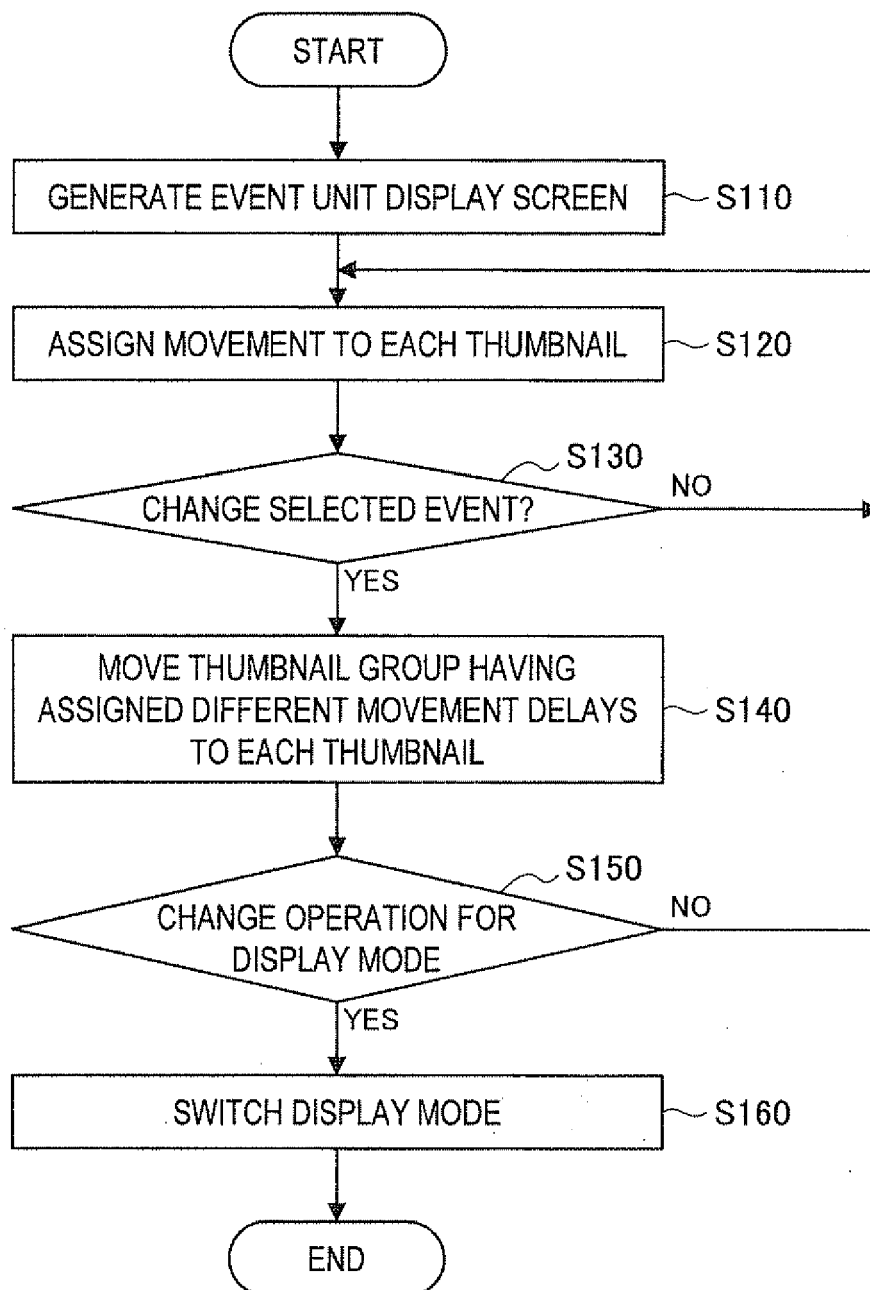 START
GENERATE EVENT UNIT DISPLAY SCREEN
S110
ASSIGN MOVEMENT TO EACH THUMBNAIL
S120
S130
CHANGE SELECTED EVENT?
NO
YES
MOVE THUMBNAIL GROUP HAVING
ASSIGNED DIFFERENT MOVEMENT DELAYS
TO EACH THUMBNAIL
S140
S150
CHANGE OPERATION FOR
DISPLAY MODE
NO
YES
SWITCH DISPLAY MODE
S160
END